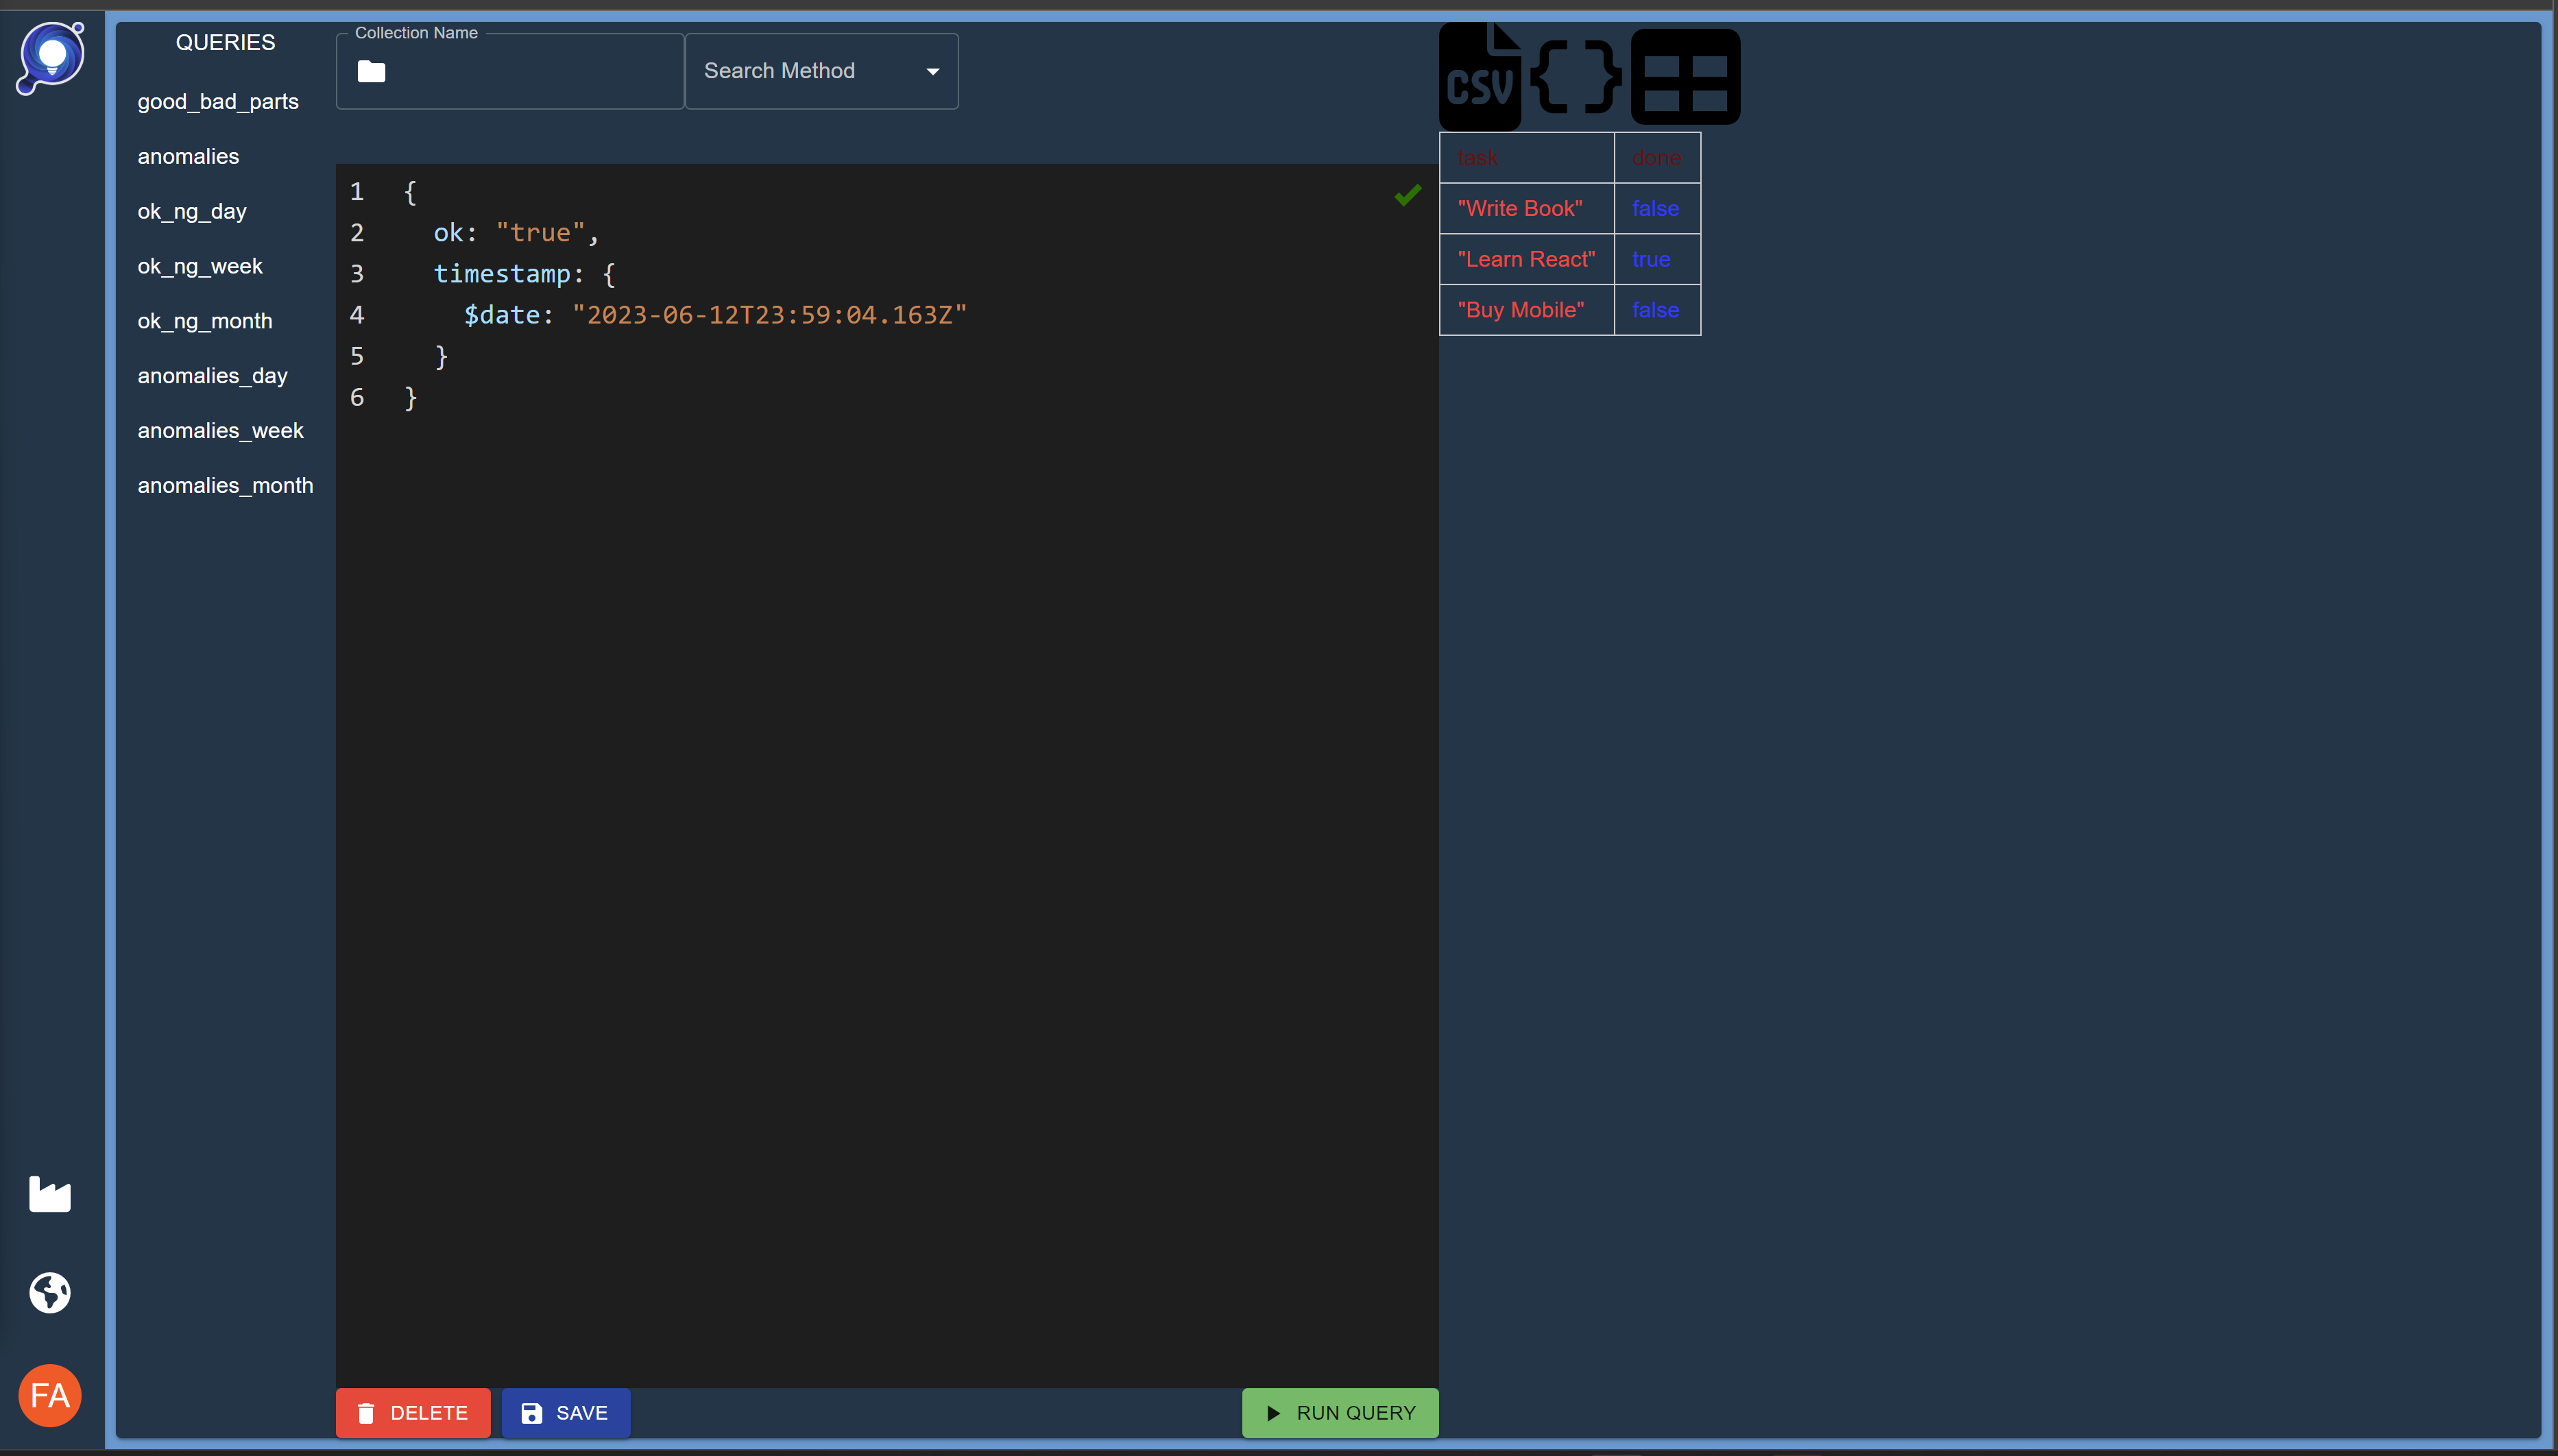 QUERIES
good_bad_parts
anomalies
ok_ng_day
ok_ng_week
ok_ng_month
anomalies_day
anomalies_week
anomalies_month
Collection Name
Search Method
1 {
2 ok: "true",
3 timestamp: {
4 $date: "2023-06-12T23:59:04.163Z"
5 }
6 }
DELETE
SAVE
RUN QUERY
CSV {}
task done
"Write Book" false
"Learn React" true
"Buy Mobile" false
FA